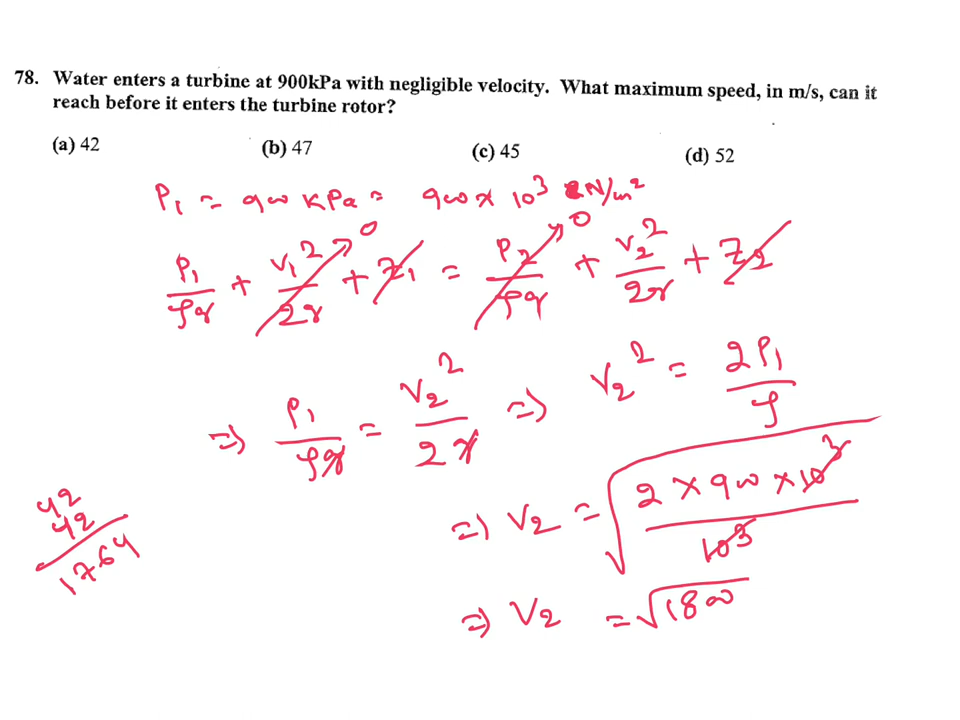 78. Water enters a turbine at 900kPa with negligible velocity. What maximum speed, in m/s, can it
reach before it enters the turbine rotor?
(a) 42 (b) 47 (c) 45 (d) 52
P₁ = 900 KPa = 900 x 10³ N/m²
P₁/ρg + V₁²/2g → 0 + Z₁ = P₂/ρg → 0 + V₂²/2g + Z₂
⇒ P₁/ρg = V₂²/2g ⇒ V₂² = 2P₁/ρ
⇒ V₂ = √(2 x 900 x 10³ / 10³)
42
42
1764
⇒ V₂ = √1800